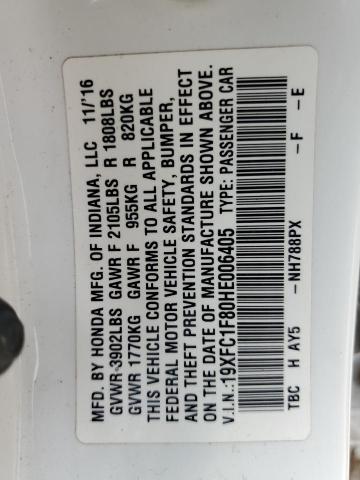 MFD. BY HONDA MFG. OF INDIANA, LLC 11/'16
GVWR 3902LBS GAWR F 2105LBS R 1808LBS
GVWR 1770KG GAWR F 955KG R 820KG
THIS VEHICLE CONFORMS TO ALL APPLICABLE
FEDERAL MOTOR VEHICLE SAFETY, BUMPER,
AND THEFT PREVENTION STANDARDS IN EFFECT
ON THE DATE OF MANUFACTURE SHOWN ABOVE.
V.I.N.:19XFC1F80HE006405 TYPE: PASSENGER CAR
TBC H AY5 -NH788PX -F -E